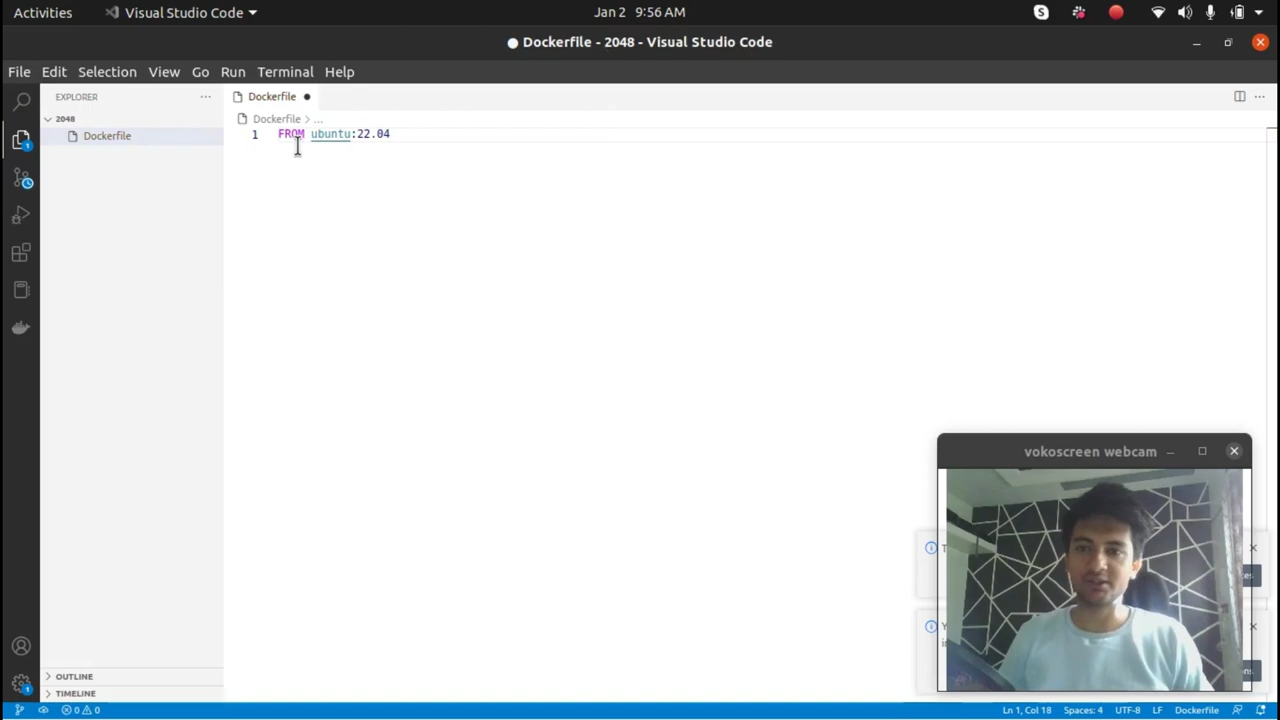 Activities
Visual Studio Code
Jan 2 9:56 AM
Dockerfile - 2048 - Visual Studio Code
File Edit Selection View Go Run Terminal Help
EXPLORER
Dockerfile
2048
Dockerfile > ...
Dockerfile
1 FROM ubuntu:22.04
vokoscreen webcam
OUTLINE
TIMELINE
0 0
Ln 1, Col 18 Spaces: 4 UTF-8 LF Dockerfile